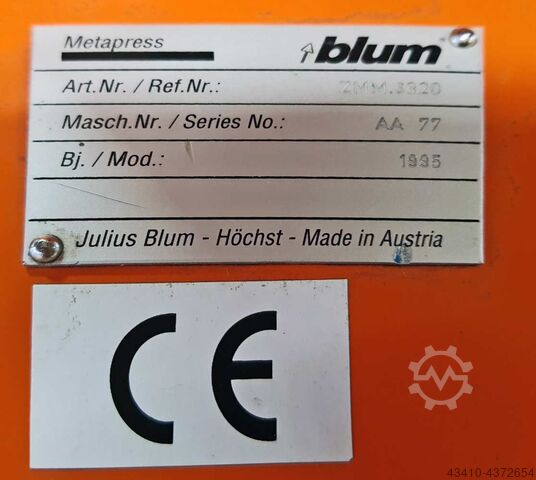 Metapress blum
Art.Nr. / Ref.Nr.: ZMM.3320
Masch.Nr. / Series No.: AA 77
Bj. / Mod.: 1995
Julius Blum - Höchst - Made in Austria
CE
43410-4372654